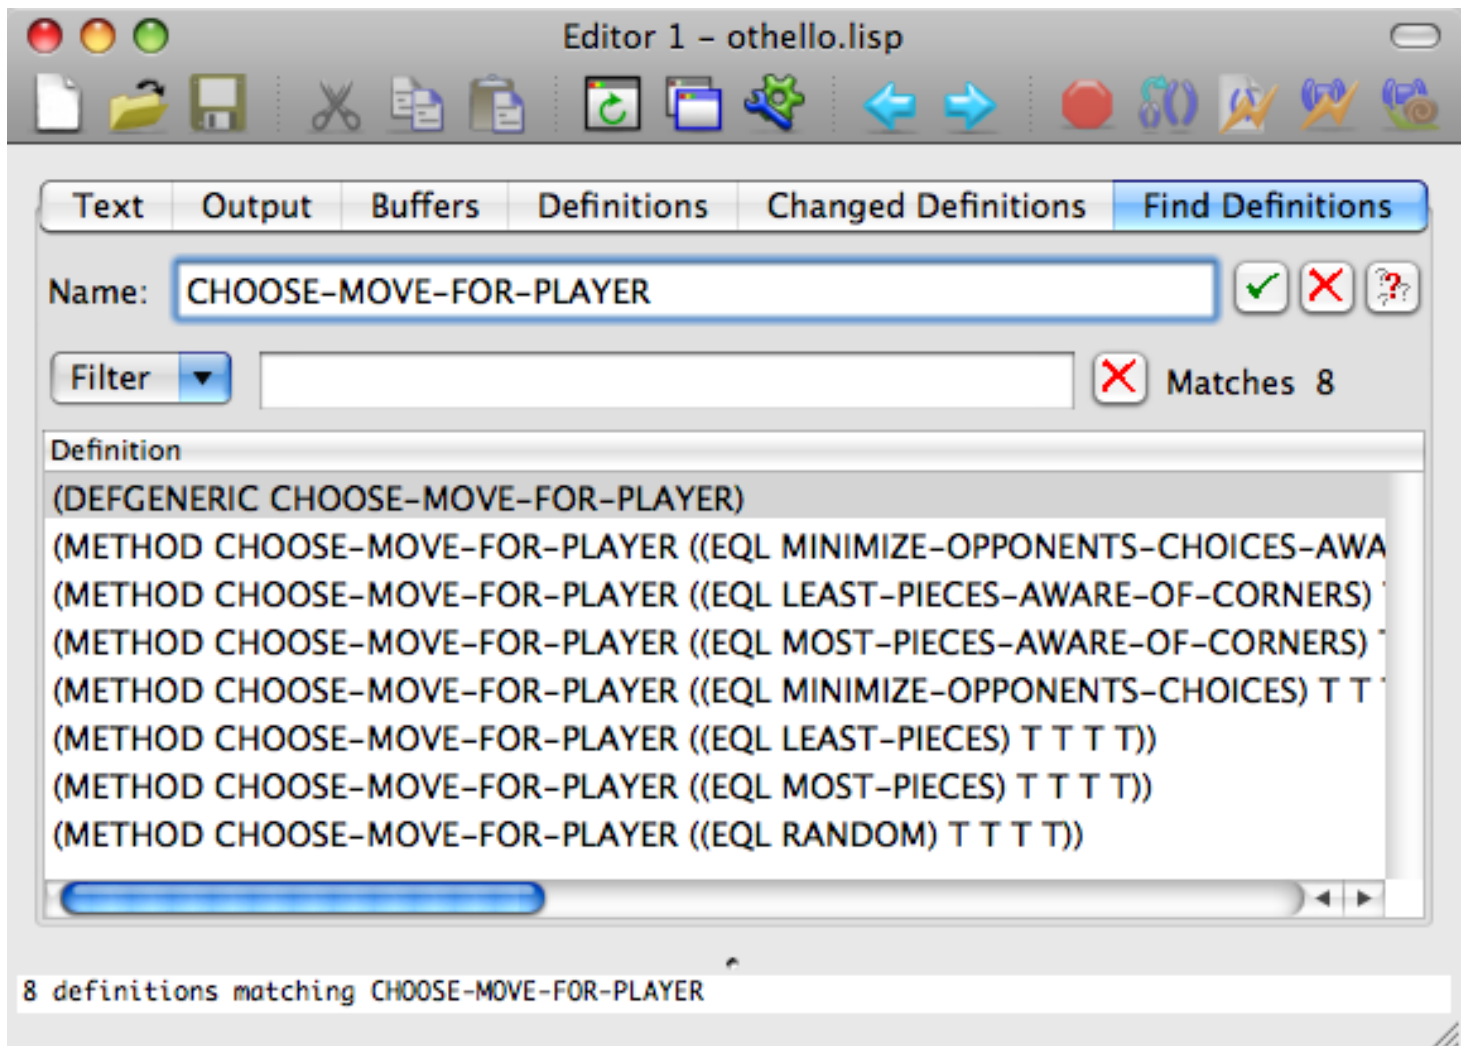 Editor 1 – othello.lisp
Text Output Buffers Definitions Changed Definitions Find Definitions
Name: CHOOSE-MOVE-FOR-PLAYER
Filter Matches 8
Definition
(DEFGENERIC CHOOSE-MOVE-FOR-PLAYER)
(METHOD CHOOSE-MOVE-FOR-PLAYER ((EQL MINIMIZE-OPPONENTS-CHOICES-AWA
(METHOD CHOOSE-MOVE-FOR-PLAYER ((EQL LEAST-PIECES-AWARE-OF-CORNERS)
(METHOD CHOOSE-MOVE-FOR-PLAYER ((EQL MOST-PIECES-AWARE-OF-CORNERS)
(METHOD CHOOSE-MOVE-FOR-PLAYER ((EQL MINIMIZE-OPPONENTS-CHOICES) T T
(METHOD CHOOSE-MOVE-FOR-PLAYER ((EQL LEAST-PIECES) T T T T))
(METHOD CHOOSE-MOVE-FOR-PLAYER ((EQL MOST-PIECES) T T T T))
(METHOD CHOOSE-MOVE-FOR-PLAYER ((EQL RANDOM) T T T T))
8 definitions matching CHOOSE-MOVE-FOR-PLAYER